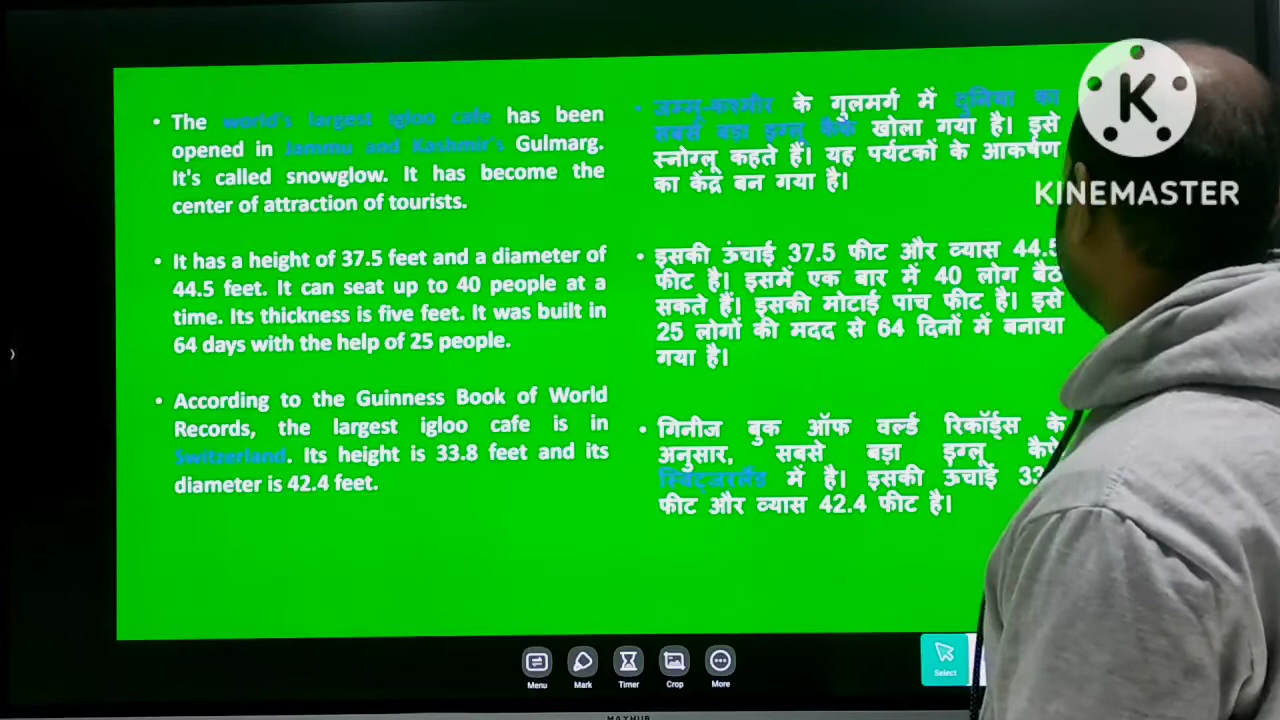 The world's largest igloo cafe has been
opened in Jammu and Kashmir's Gulmarg.
It's called snowglow. It has become the
center of attraction of tourists.
It has a height of 37.5 feet and a diameter of
44.5 feet. It can seat up to 40 people at a
time. Its thickness is five feet. It was built in
64 days with the help of 25 people.
According to the Guinness Book of World
Records, the largest igloo cafe is in
Switzerland. Its height is 33.8 feet and its
diameter is 42.4 feet.
जम्मू-कश्मीर के गुलमर्ग में दुनिया का
सबसे बड़ा इग्लू कैफे खोला गया है। इसे
स्नोग्लू कहते हैं। यह पर्यटकों के आकर्षण
का केंद्र बन गया है।
इसकी ऊंचाई 37.5 फीट और व्यास 44.5
फीट है। इसमें एक बार में 40 लोग बैठ
सकते हैं। इसकी मोटाई पाच फीट है। इसे
25 लोगों की मदद से 64 दिनों में बनाया
गया है।
गिनीज बुक ऑफ वर्ल्ड रिकॉर्ड्स के
अनुसार, सबसे बड़ा इग्लू
स्विट्जरलैंड में है। इसकी ऊंचाई
फीट और व्यास 42.4 फीट है।
K
KINEMASTER
Menu
Mark
Timer
Crop
More
Select
MAXHUB